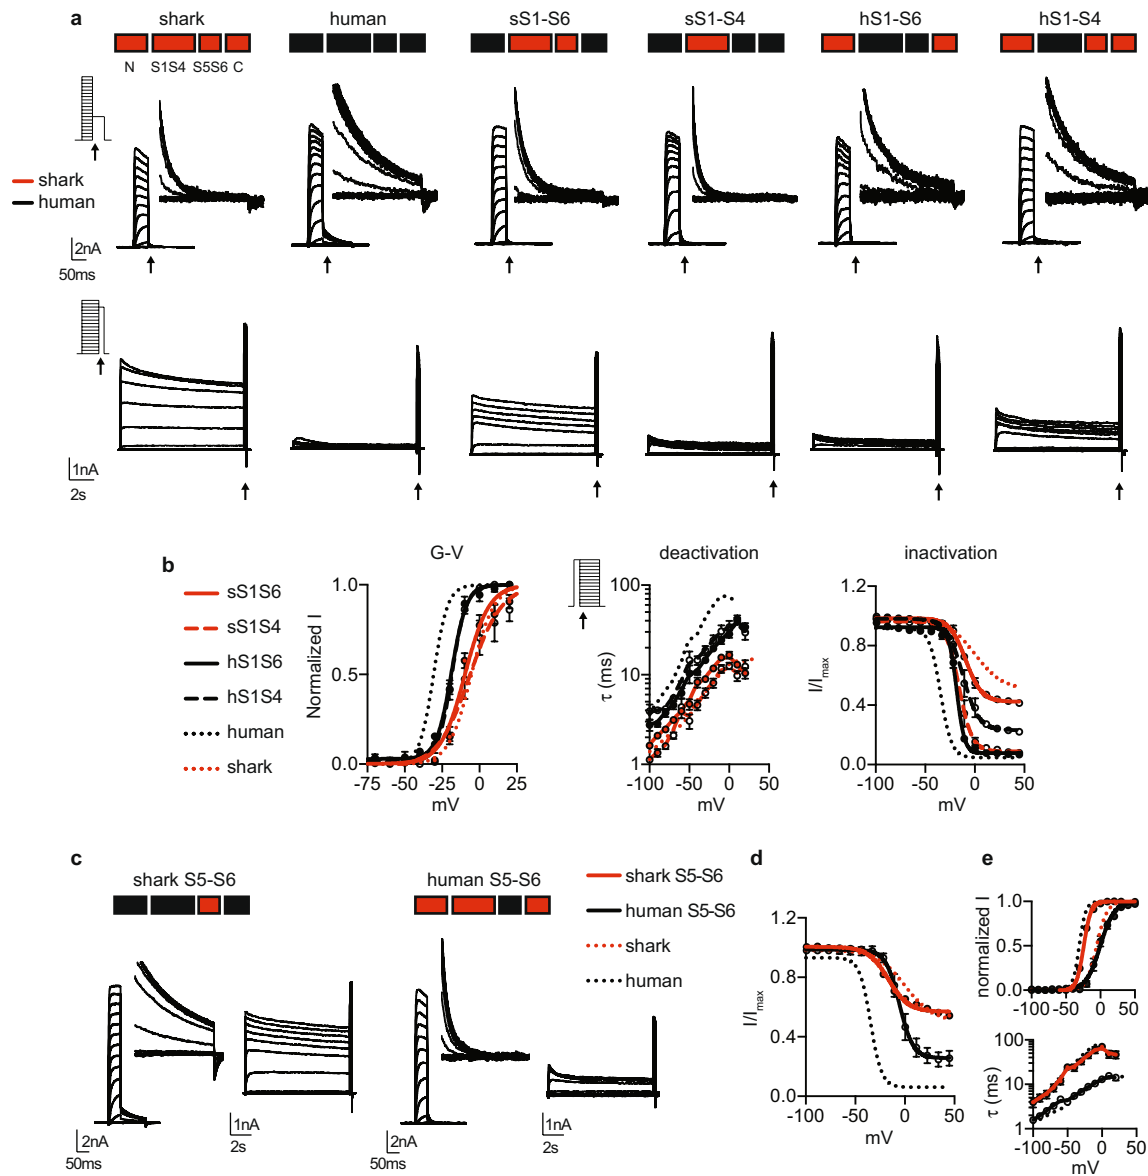 a
shark
human
sS1-S6
sS1-S4
hS1-S6
hS1-S4
N
S1S4
S5S6
C
shark
human
2nA
50ms
1nA
2s
b
sS1S6
sS1S4
hS1S6
hS1S4
human
shark
G-V
Normalized I
1.0
0.5
0.0
-75
-50
-25
0
25
mV
deactivation
τ (ms)
100
10
1
-100
-50
0
50
mV
inactivation
I/Imax
1.2
0.8
0.4
0.0
-100
-50
0
50
mV
c
shark S5-S6
human S5-S6
2nA
50ms
1nA
2s
2nA
50ms
1nA
2s
shark S5-S6
human S5-S6
shark
human
d
I/Imax
1.2
0.8
0.4
0.0
-100
-50
0
50
mV
e
normalized I
1.0
0.5
0.0
-100
-50
0
50
τ (ms)
100
10
1
-100
-50
0
50
mV